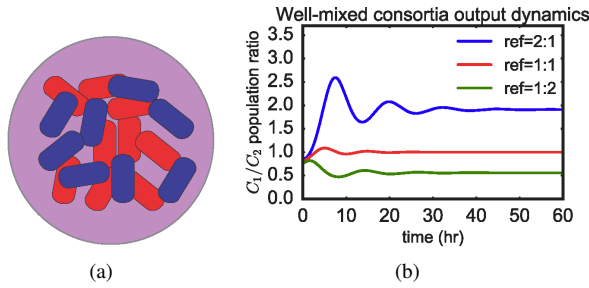 Well-mixed consortia output dynamics
C₁/C₂ population ratio
3.5
3.0
2.5
2.0
1.5
1.0
0.5
0.0
ref=2:1
ref=1:1
ref=1:2
0 10 20 30 40 50 60
time (hr)
(a) (b)